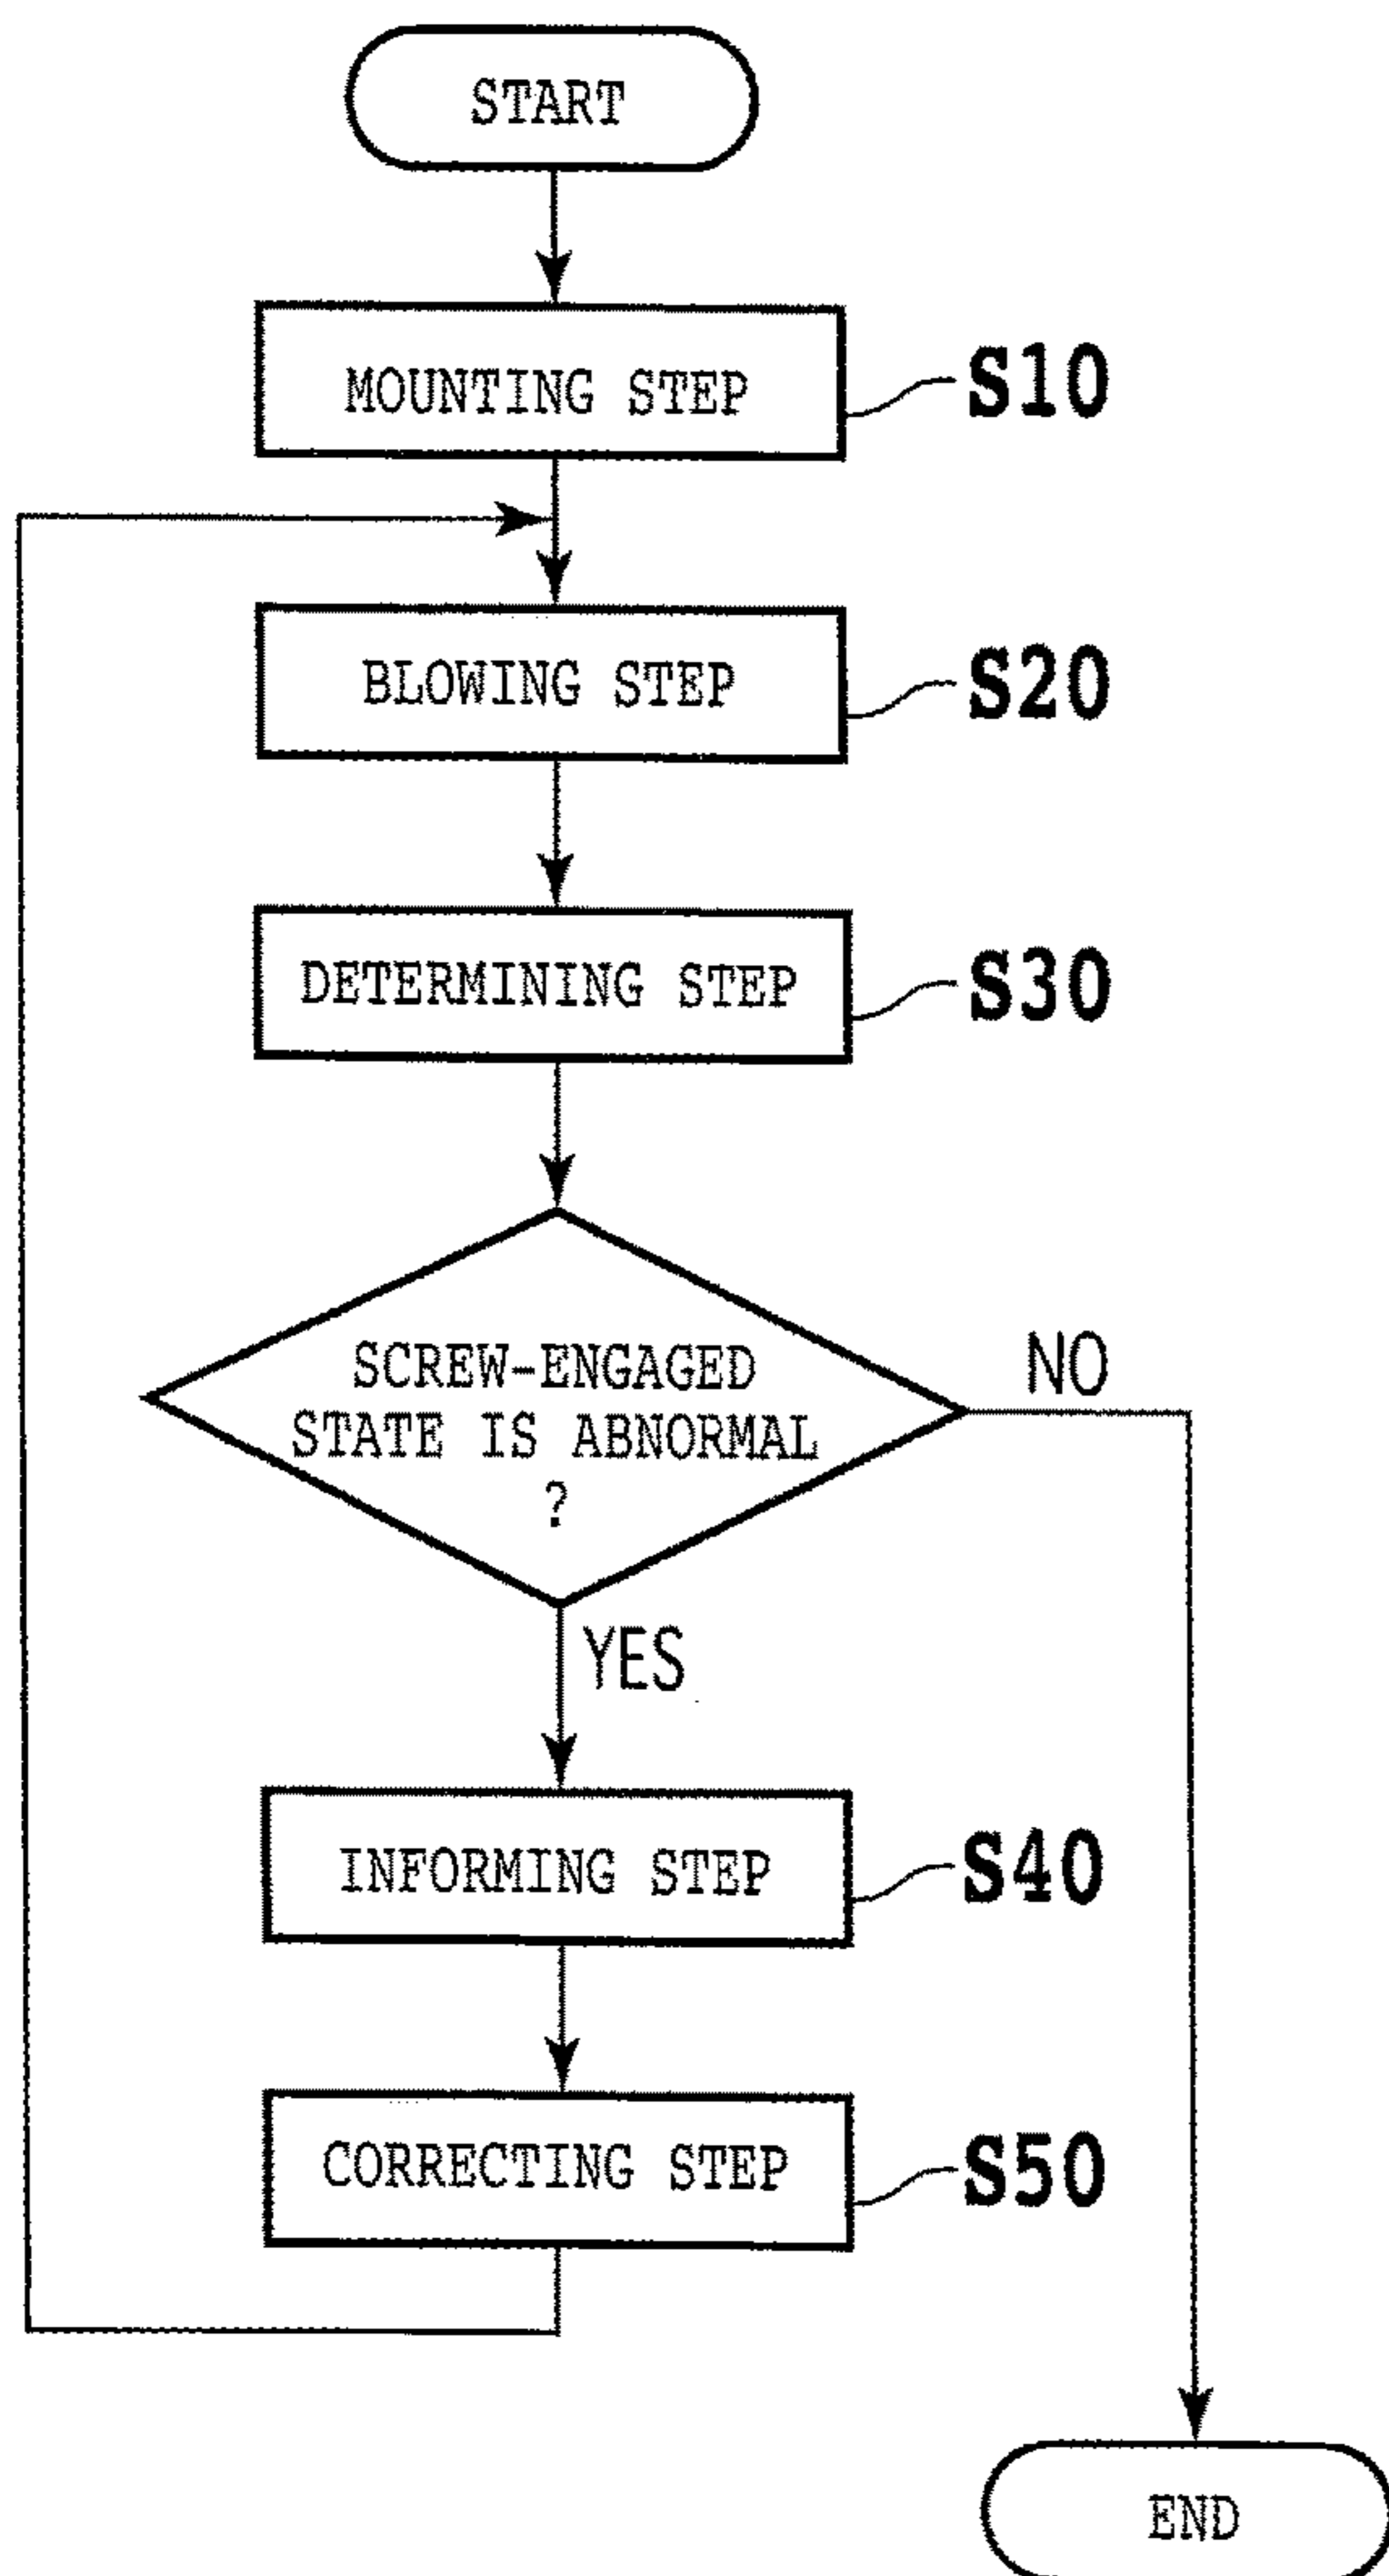 START
MOUNTING STEP
S10
BLOWING STEP
S20
DETERMINING STEP
S30
SCREW-ENGAGED
STATE IS ABNORMAL
?
NO
YES
INFORMING STEP
S40
CORRECTING STEP
S50
END